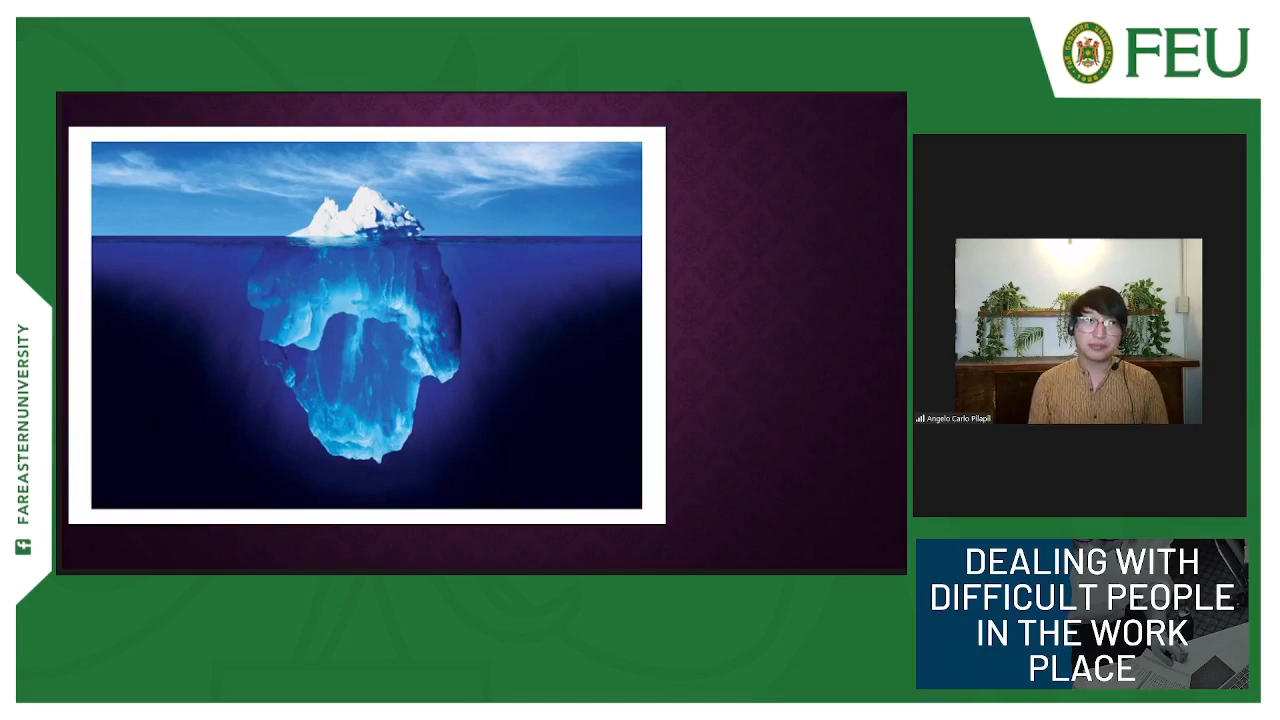 FEU
FAREASTERNUNIVERSITY
Angelo Carlo Pilapil
DEALING WITH
DIFFICULT PEOPLE
IN THE WORK
PLACE